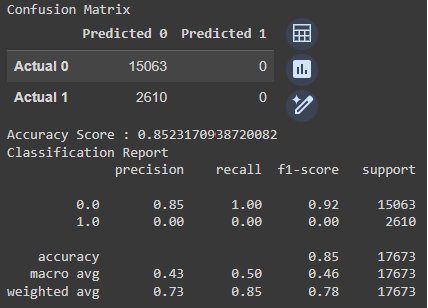 Confusion Matrix
Predicted 0 Predicted 1
Actual 0 15063 0
Actual 1 2610 0
Accuracy Score : 0.8523170938720082
Classification Report
precision recall f1-score support
0.0 0.85 1.00 0.92 15063
1.0 0.00 0.00 0.00 2610
accuracy 0.85 17673
macro avg 0.43 0.50 0.46 17673
weighted avg 0.73 0.85 0.78 17673